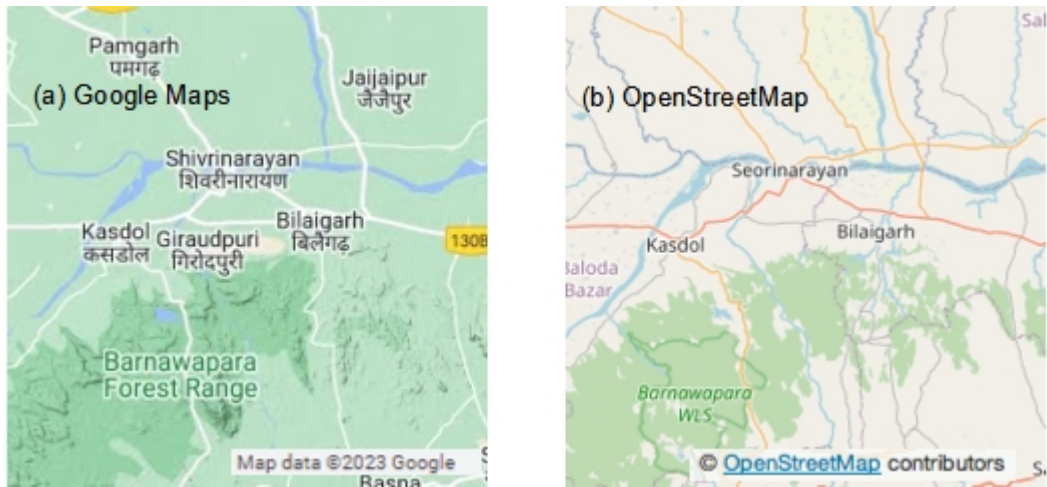 Pamgarh
पमगढ़
Jaijaipur
जैजैपुर
(a) Google Maps
Shivrinarayan
शिवरीनारायण
Kasdol
कसडोल
Giraudpuri
गिरोदपुरी
Bilaigarh
बिलैगढ़
130B
Barnawapara
Forest Range
Map data ©2023 Google
Basna
(b) OpenStreetMap
Sal
Seorinarayan
Kasdol
Bilaigarh
Baloda
Bazar
Barnawapara
WLS
© OpenStreetMap contributors